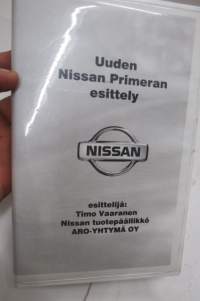 Uuden
Nissan Primeran
esittely
NISSAN
esittelijä:
Timo Vaaranen
Nissan tuotepäällikkö
ARO-YHTYMÄ OY